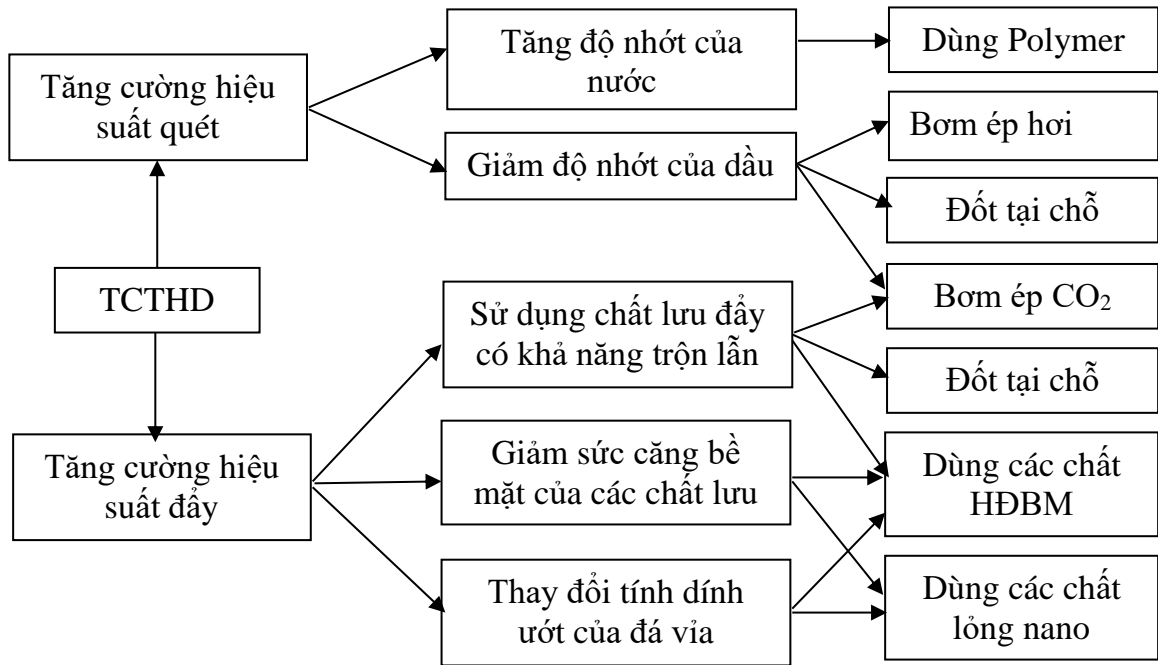 Tăng cường hiệu
suất quét
TCTHD
Tăng cường hiệu
suất đẩy
Tăng độ nhớt của
nước
Giảm độ nhớt của dầu
Sử dụng chất lưu đẩy
có khả năng trộn lẫn
Giảm sức căng bề
mặt của các chất lưu
Thay đổi tính dính
ướt của đá vỉa
Dùng Polymer
Bơm ép hơi
Đốt tại chỗ
Bơm ép CO₂
Đốt tại chỗ
Dùng các chất
HĐBM
Dùng các chất
lỏng nano